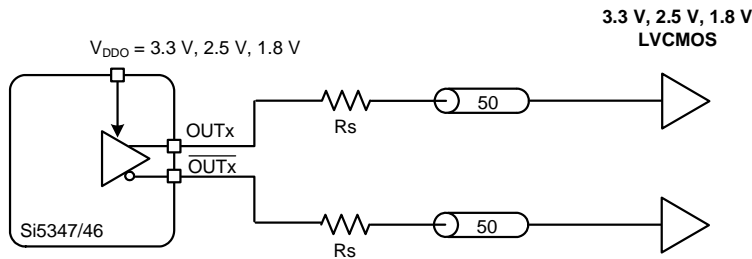 3.3 V, 2.5 V, 1.8 V
LVCMOS
VDDO = 3.3 V, 2.5 V, 1.8 V
OUTx
Rs
50
OUTx
Si5347/46
Rs
50